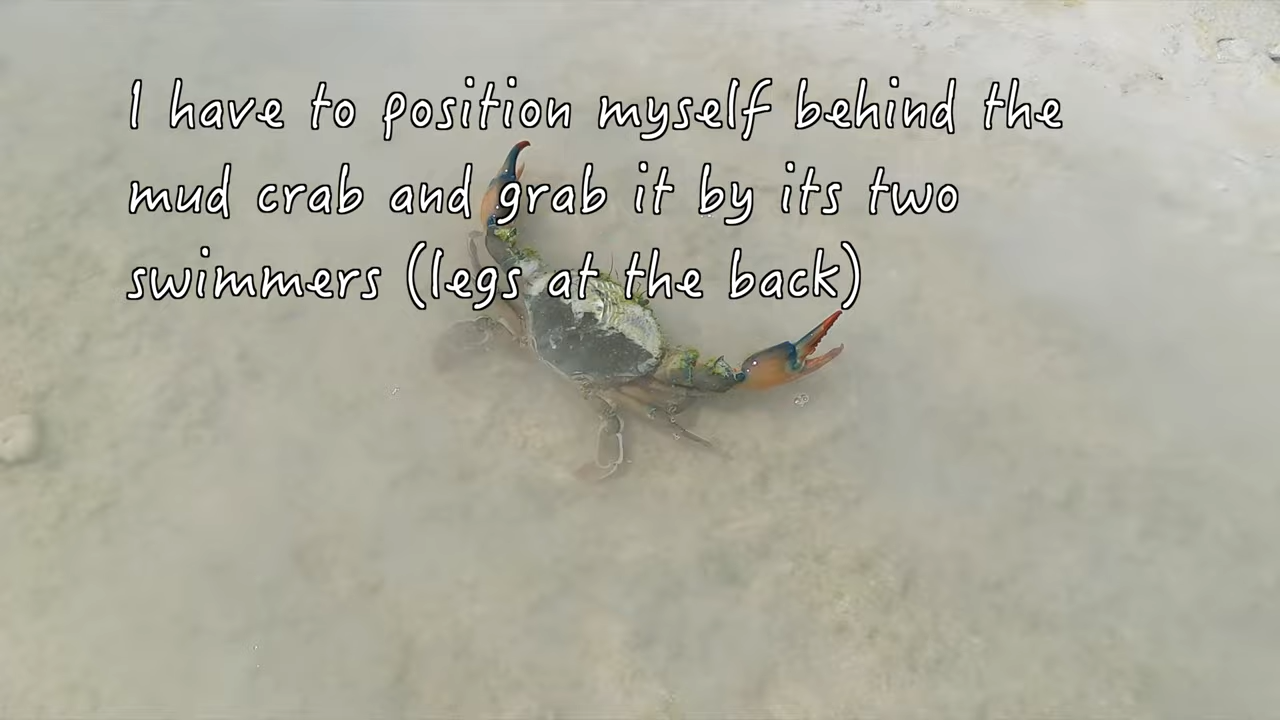 I have to position myself behind the
mud crab and grab it by its two
swimmers (legs at the back)